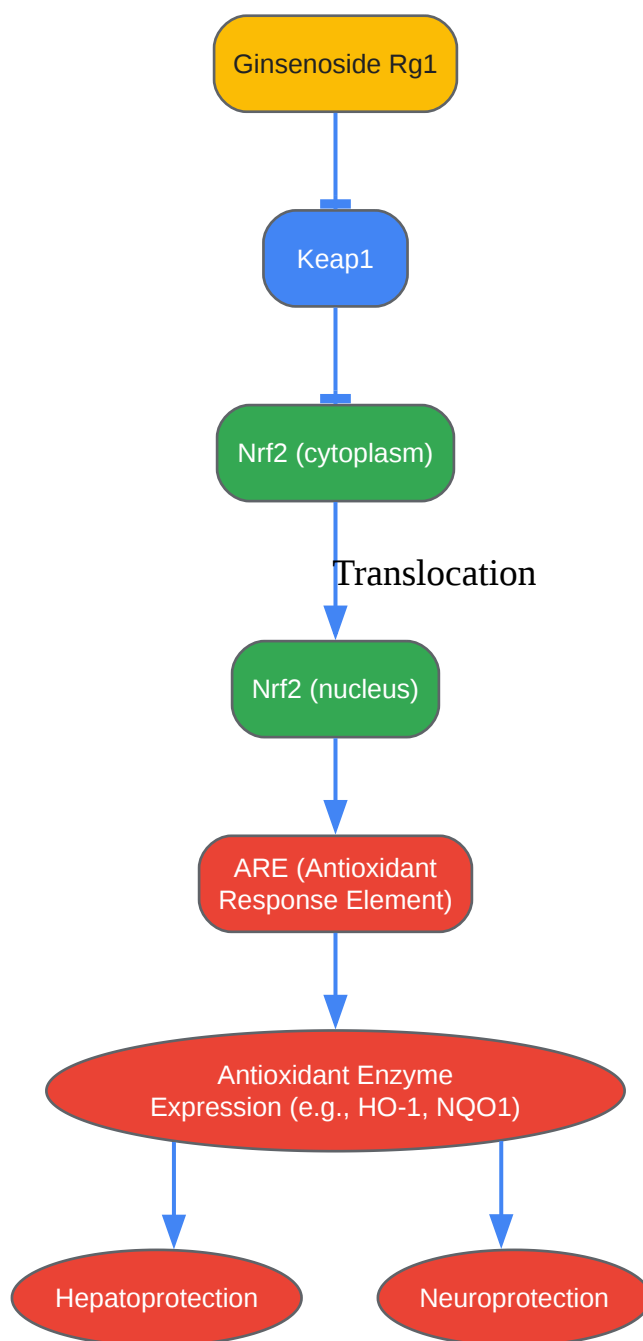 Ginsenoside Rg1
Keap1
Nrf2 (cytoplasm)
Translocation
Nrf2 (nucleus)
ARE (Antioxidant
Response Element)
Antioxidant Enzyme
Expression (e.g., HO-1, NQO1)
Hepatoprotection
Neuroprotection